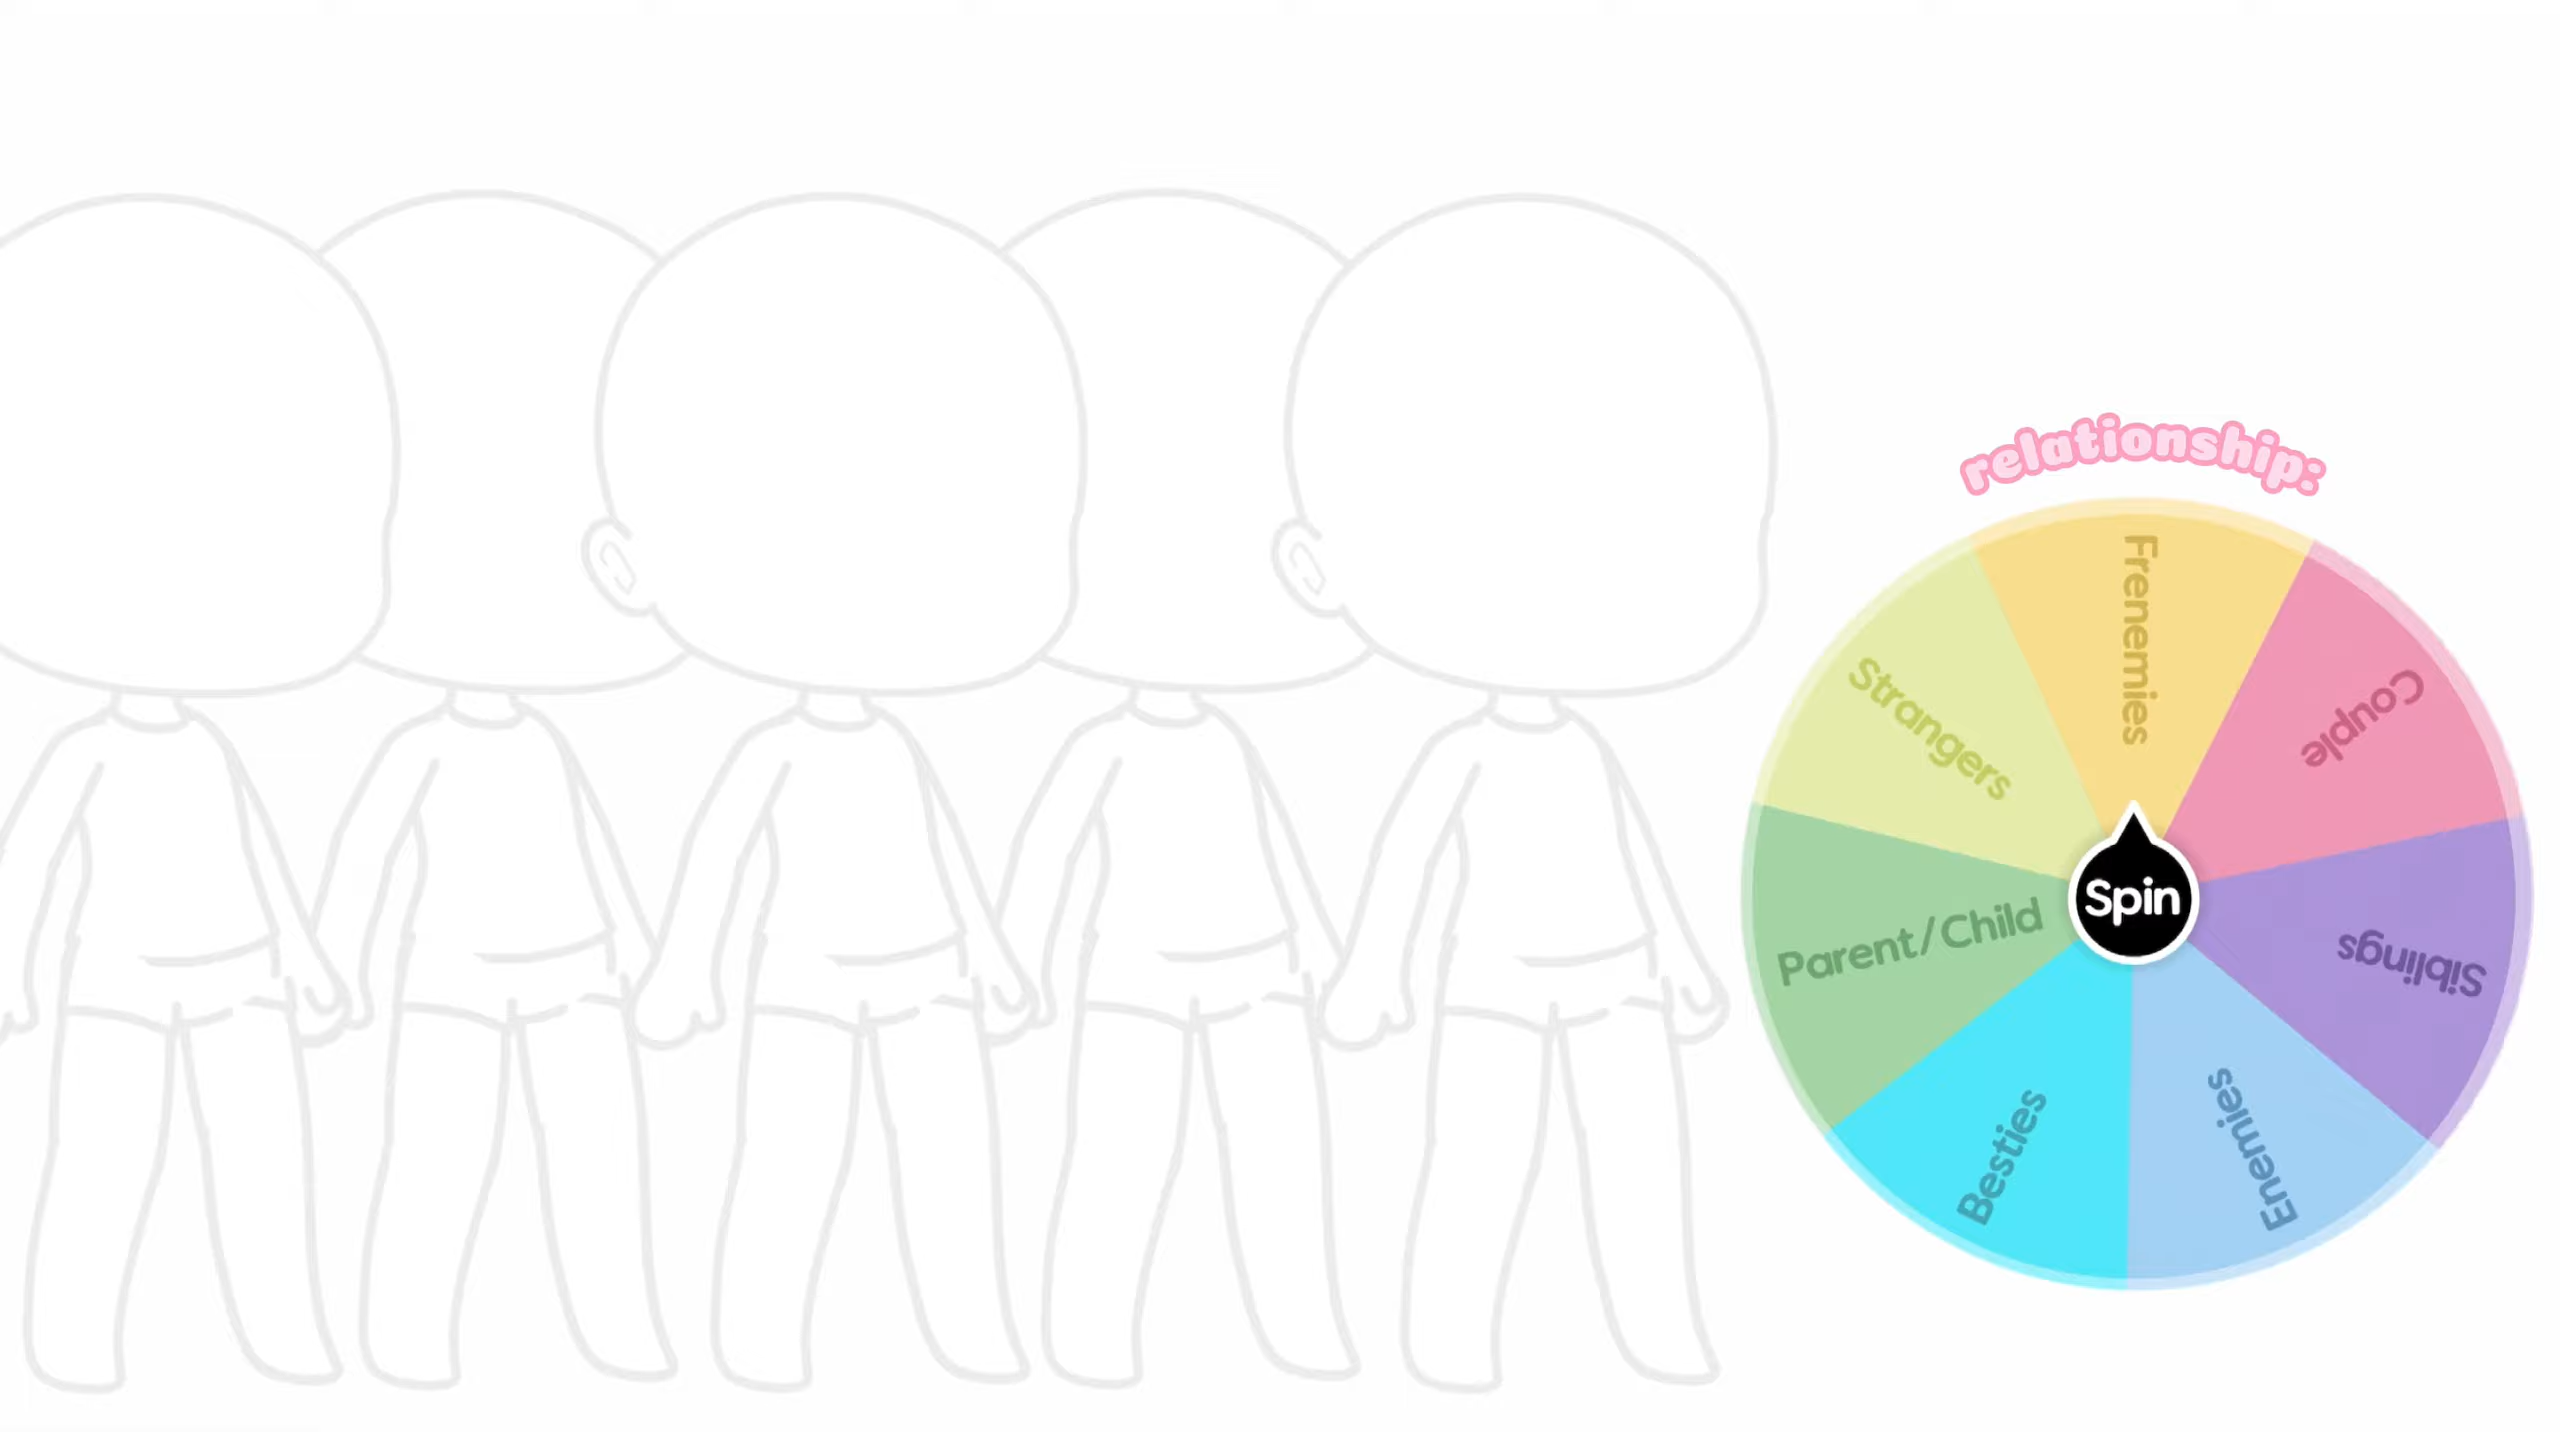 relationship:
Frenemies
Couple
Siblings
Enemies
Besties
Parent/Child
Strangers
Spin